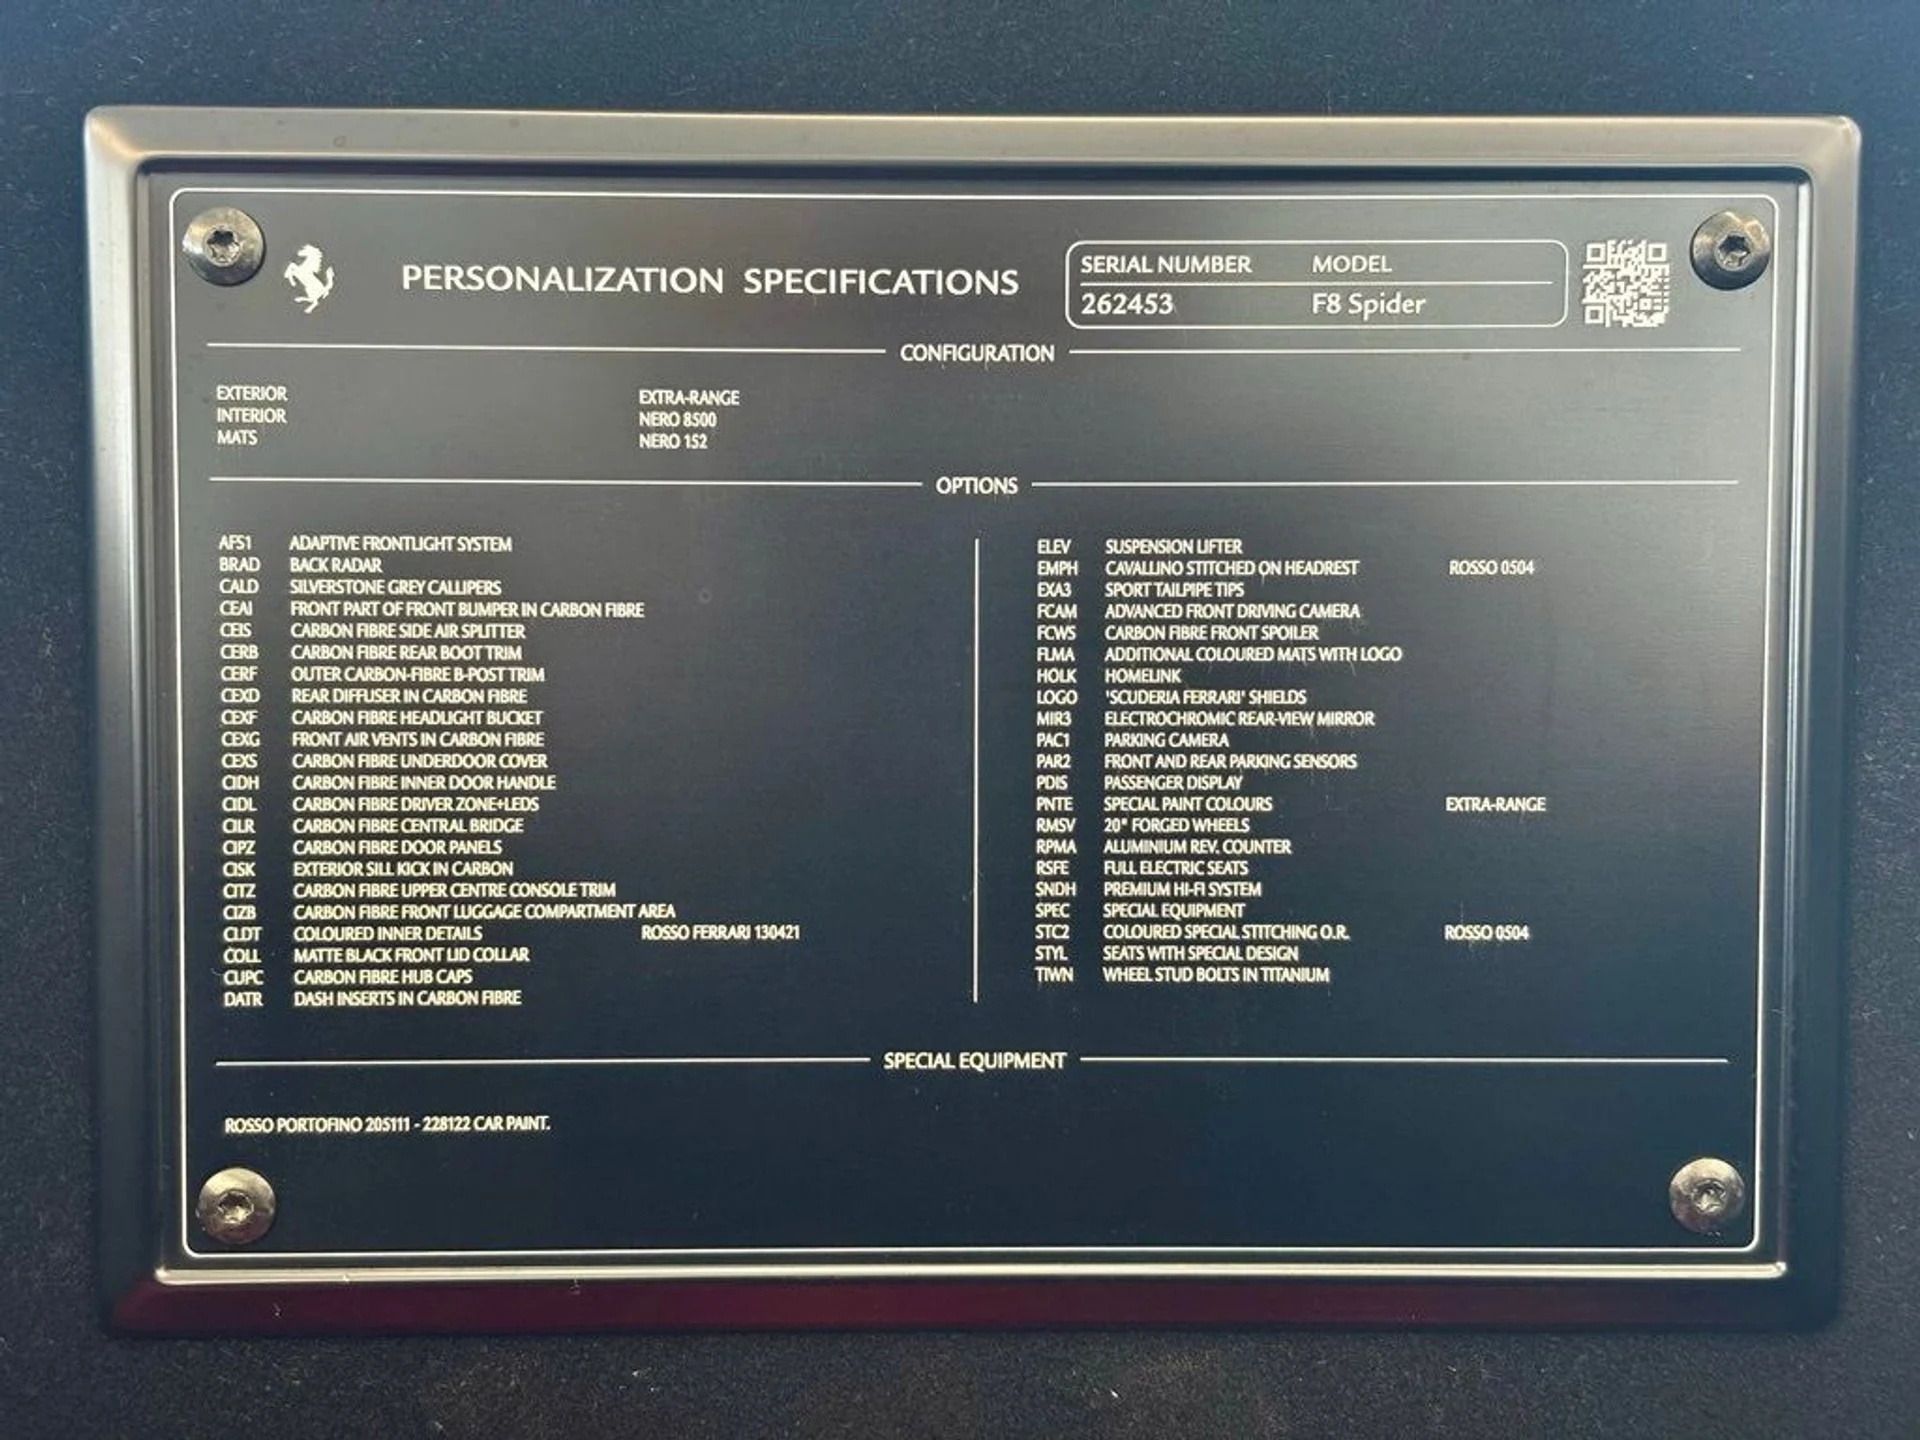 PERSONALIZATION SPECIFICATIONS
SERIAL NUMBER MODEL
262453 F8 Spider
CONFIGURATION
EXTERIOR EXTRA-RANGE
INTERIOR NERO 8500
MATS NERO 152
OPTIONS
AFS1 ADAPTIVE FRONTLIGHT SYSTEM
BRAD BACK RADAR
CALD SILVERSTONE GREY CALLIPERS
CEAI FRONT PART OF FRONT BUMPER IN CARBON FIBRE
CEIS CARBON FIBRE SIDE AIR SPLITTER
CERB CARBON FIBRE REAR BOOT TRIM
CERF OUTER CARBON-FIBRE B-POST TRIM
CEXD REAR DIFFUSER IN CARBON FIBRE
CEXF CARBON FIBRE HEADLIGHT BUCKET
CEXG FRONT AIR VENTS IN CARBON FIBRE
CEXS CARBON FIBRE UNDERDOOR COVER
CIDH CARBON FIBRE INNER DOOR HANDLE
CIDL CARBON FIBRE DRIVER ZONE+LEDS
CILR CARBON FIBRE CENTRAL BRIDGE
CIPZ CARBON FIBRE DOOR PANELS
CISK EXTERIOR SILL KICK IN CARBON
CITZ CARBON FIBRE UPPER CENTRE CONSOLE TRIM
CIZB CARBON FIBRE FRONT LUGGAGE COMPARTMENT AREA
CLDT COLOURED INNER DETAILS ROSSO FERRARI 130421
COLL MATTE BLACK FRONT LID COLLAR
CUPC CARBON FIBRE HUB CAPS
DATR DASH INSERTS IN CARBON FIBRE
ELEV SUSPENSION LIFTER
EMPH CAVALLINO STITCHED ON HEADREST ROSSO 0504
EXA3 SPORT TAILPIPE TIPS
FCAM ADVANCED FRONT DRIVING CAMERA
FCWS CARBON FIBRE FRONT SPOILER
FLMA ADDITIONAL COLOURED MATS WITH LOGO
HOLK HOMELINK
LOGO 'SCUDERIA FERRARI' SHIELDS
MIR3 ELECTROCHROMIC REAR-VIEW MIRROR
PAC1 PARKING CAMERA
PAR2 FRONT AND REAR PARKING SENSORS
PDIS PASSENGER DISPLAY
PNTE SPECIAL PAINT COLOURS EXTRA-RANGE
RMSV 20" FORGED WHEELS
RPMA ALUMINIUM REV. COUNTER
RSFE FULL ELECTRIC SEATS
SNDH PREMIUM HI-FI SYSTEM
SPEC SPECIAL EQUIPMENT
STC2 COLOURED SPECIAL STITCHING O.R. ROSSO 0504
STYL SEATS WITH SPECIAL DESIGN
TIWN WHEEL STUD BOLTS IN TITANIUM
SPECIAL EQUIPMENT
ROSSO PORTOFINO 205111 - 228122 CAR PAINT.